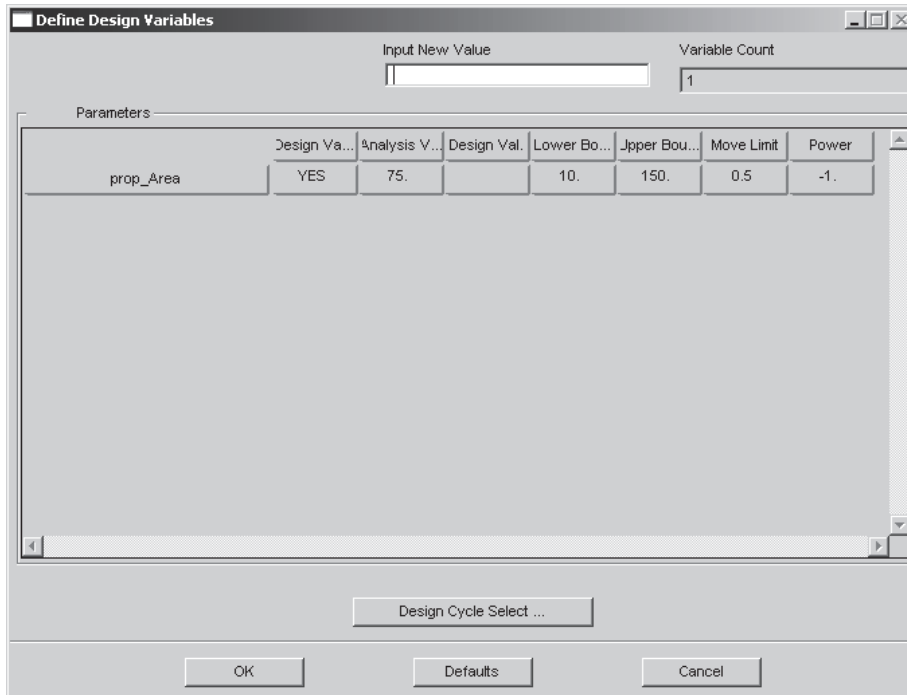 Define Design Variables
Input New Value
Variable Count
1
Parameters
Design Va... Analysis V... Design Val. Lower Bo... Upper Bou... Move Limit Power
prop_Area YES 75. 10. 150. 0.5 -1.
Design Cycle Select ...
OK Defaults Cancel